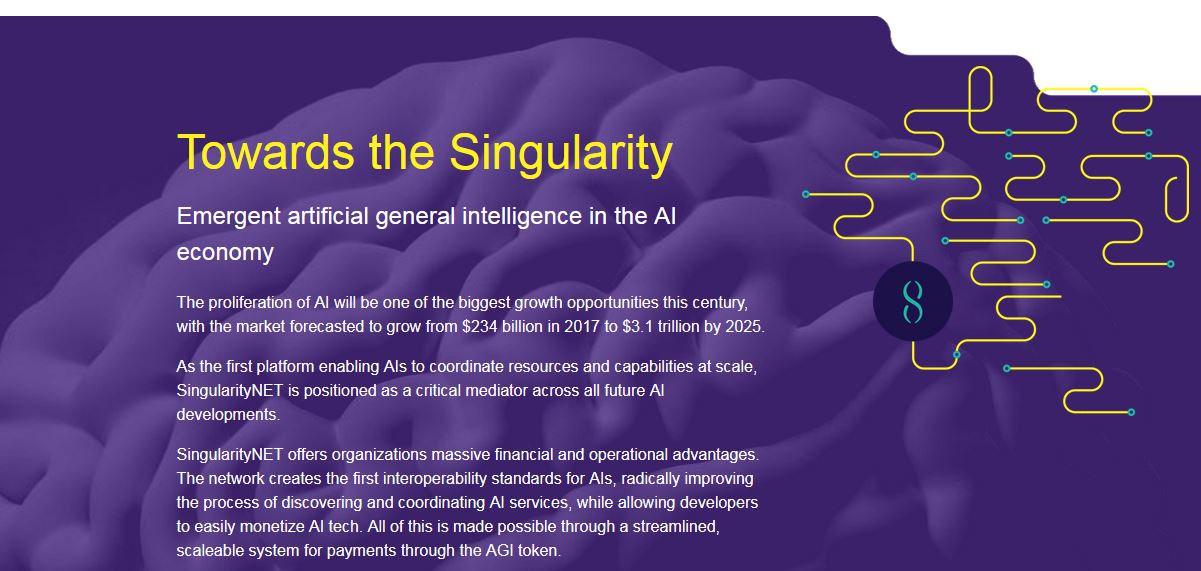 Towards the Singularity
Emergent artificial general intelligence in the AI
economy
The proliferation of AI will be one of the biggest growth opportunities this century,
with the market forecasted to grow from $234 billion in 2017 to $3.1 trillion by 2025.
As the first platform enabling AIs to coordinate resources and capabilities at scale,
SingularityNET is positioned as a critical mediator across all future AI
developments.
SingularityNET offers organizations massive financial and operational advantages.
The network creates the first interoperability standards for AIs, radically improving
the process of discovering and coordinating AI services, while allowing developers
to easily monetize AI tech. All of this is made possible through a streamlined,
scaleable system for payments through the AGI token.